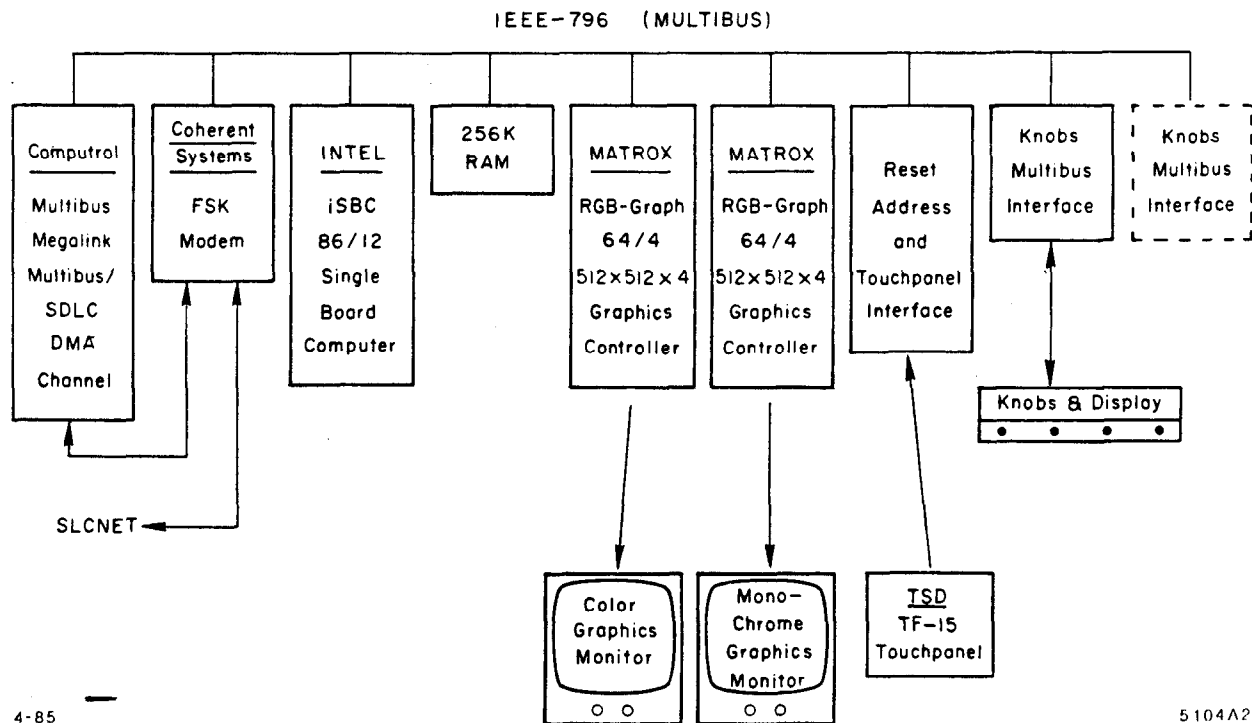 IEEE-796 (MULTIBUS)
Computrol
Multibus
Megalink
Multibus/
SDLC
DMA
Channel
Coherent
Systems
FSK
Modem
INTEL
iSBC
86/12
Single
Board
Computer
256K
RAM
MATROX
RGB-Graph
64/4
512x512x4
Graphics
Controller
MATROX
RGB-Graph
64/4
512x512x4
Graphics
Controller
Reset
Address
and
Touchpanel
Interface
Knobs
Multibus
Interface
Knobs
Multibus
Interface
Knobs & Display
SLCNET
Color
Graphics
Monitor
Mono-
Chrome
Graphics
Monitor
TSD
TF-15
Touchpanel
4-85
5104A2